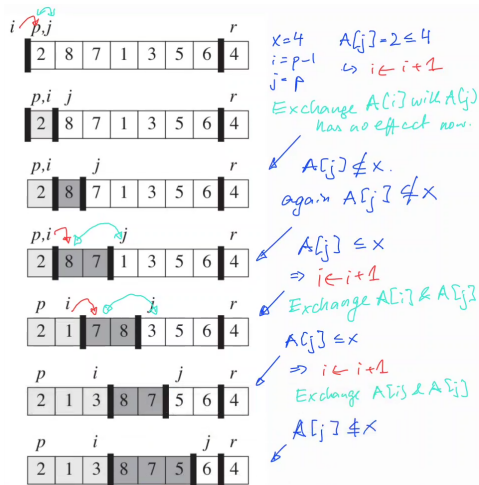 i p,j r
2 8 7 1 3 5 6 4
x=4 A[j]=2≤4
i=p-1 ↳ i←i+1
j=p
Exchange A[i] with A[j]
has no effect now.
p,i j r
2 8 7 1 3 5 6 4
A[j] ≰ x.
p,i j r
2 8 7 1 3 5 6 4
again A[j] ≰ x
p,i j r
2 8 7 1 3 5 6 4
A[j] ≤ x
⇒ i←i+1
Exchange A[i] & A[j]
p i j r
2 1 7 8 3 5 6 4
A[j] ≤x
⇒ i←i+1
Exchange A[i] & A[j]
p i j r
2 1 3 8 7 5 6 4
A[j] ≰x
p i j r
2 1 3 8 7 5 6 4